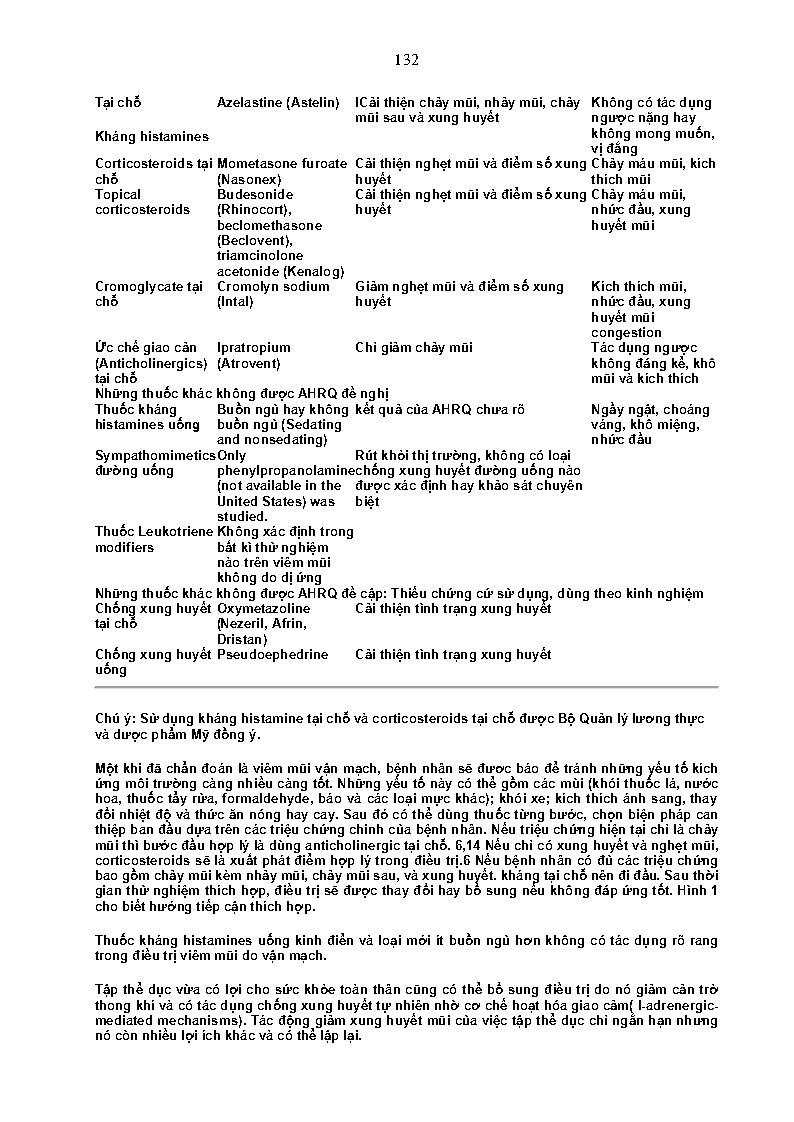 132
Tại chỗ Azelastine (Astelin) ICải thiện chảy mũi, nhảy mũi, chảy Không có tác dụng
mũi sau và xung huyết ngược nặng hay
Kháng histamines không mong muốn,
vị đắng
Corticosteroids tại Mometasone furoate Cải thiện nghẹt mũi và điểm số xung Chảy máu mũi, kích
chỗ (Nasonex) huyết thích mũi
Topical Budesonide Cải thiện nghẹt mũi và điểm số xung Chảy máu mũi,
corticosteroids (Rhinocort), huyết nhức đầu, xung
beclomethasone huyết mũi
(Beclovent),
triamcinolone
acetonide (Kenalog)
Cromoglycate tại Cromolyn sodium Giảm nghẹt mũi và điểm số xung Kích thích mũi,
chỗ (Intal) huyết nhức đầu, xung
huyết mũi
congestion
Ức chế giao cản Ipratropium Chỉ giảm chảy mũi Tác dụng ngược
(Anticholinergics) (Atrovent) không đáng kể, khô
tại chỗ mũi và kích thích
Những thuốc khác không được AHRQ đề nghị
Thuốc kháng Buồn ngủ hay không kết quả của AHRQ chưa rõ Ngầy ngật, choáng
histamines uống buồn ngủ (Sedating váng, khô miệng,
and nonsedating) nhức đầu
Sympathomimetics Only Rút khỏi thị trường, không có loại
đường uống phenylpropanolamine chống xung huyết đường uống nào
(not available in the được xác định hay khảo sát chuyên
United States) was biệt
studied.
Thuốc Leukotriene Không xác định trong
modifiers bất kì thử nghiệm
nào trên viêm mũi
không do dị ứng
Những thuốc khác không được AHRQ đề cập: Thiếu chứng cứ sử dụng, dùng theo kinh nghiệm
Chống xung huyết Oxymetazoline Cải thiện tình trạng xung huyết
tại chỗ (Nezeril, Afrin,
Dristan)
Chống xung huyết Pseudoephedrine Cải thiện tình trạng xung huyết
uống
Chú ý: Sử dụng kháng histamine tại chỗ và corticosteroids tại chỗ được Bộ Quản lý lương thực
và dược phẩm Mỹ đồng ý.
Một khi đã chẩn đoán là viêm mũi vận mạch, bệnh nhân sẽ đươc báo để tránh những yếu tố kích
ứng môi trường càng nhiều càng tốt. Những yếu tố này có thể gồm các mùi (khói thuốc lá, nước
hoa, thuốc tẩy rửa, formaldehyde, báo và các loại mực khác); khói xe; kích thích ánh sang, thay
đổi nhiệt độ và thức ăn nóng hay cay. Sau đó có thể dùng thuốc từng bước, chọn biện pháp can
thiệp ban đầu dựa trên các triệu chứng chinh của bệnh nhân. Nếu triệu chứng hiện tại chỉ là chảy
mũi thì bước đầu hợp lý là dùng anticholinergic tại chỗ. 6,14 Nếu chỉ có xung huyết và nghẹt mũi,
corticosteroids sẽ là xuất phát điểm hợp lý trong điều trị.6 Nếu bệnh nhân có đủ các triệu chứng
bao gồm chảy mũi kèm nhảy mũi, chảy mũi sau, và xung huyết. kháng tại chỗ nên đi đầu. Sau thời
gian thử nghiệm thích hợp, điều trị sẽ được thay đổi hay bổ sung nếu không đáp ứng tốt. Hình 1
cho biết hướng tiếp cận thích hợp.
Thuốc kháng histamines uống kinh điển và loại mới ít buồn ngủ hơn không có tác dụng rõ rang
trong điều trị viêm mũi do vận mạch.
Tập thể dục vừa có lợi cho sức khỏe toàn thân cũng có thể bổ sung điều trị do nó giảm cản trở
thong khi và có tác dụng chống xung huyết tự nhiên nhờ cơ chế hoạt hóa giao cảm( l-adrenergic-
mediated mechanisms). Tác động giảm xung huyết mũi của việc tập thể dục chỉ ngắn hạn nhưng
nó còn nhiều lợi ích khác và có thể lập lại.